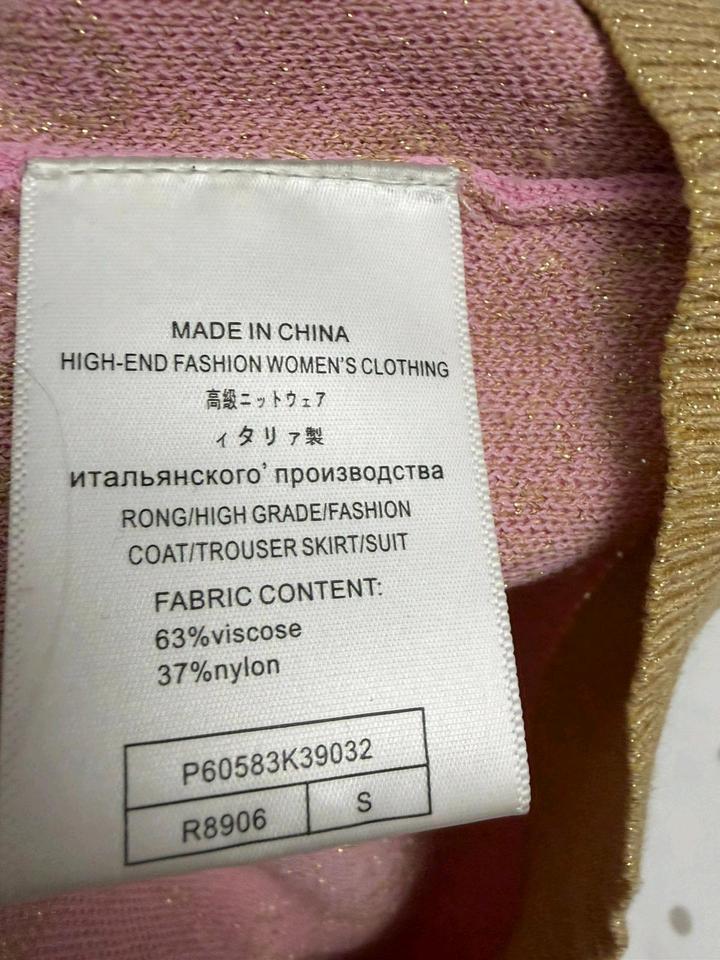 MADE IN CHINA
HIGH-END FASHION WOMEN'S CLOTHING
高級ニットウェア
ィタリァ製
итальянского' производства
RONG/HIGH GRADE/FASHION
COAT/TROUSER SKIRT/SUIT
FABRIC CONTENT:
63%viscose
37%nylon
P60583K39032
R8906 S